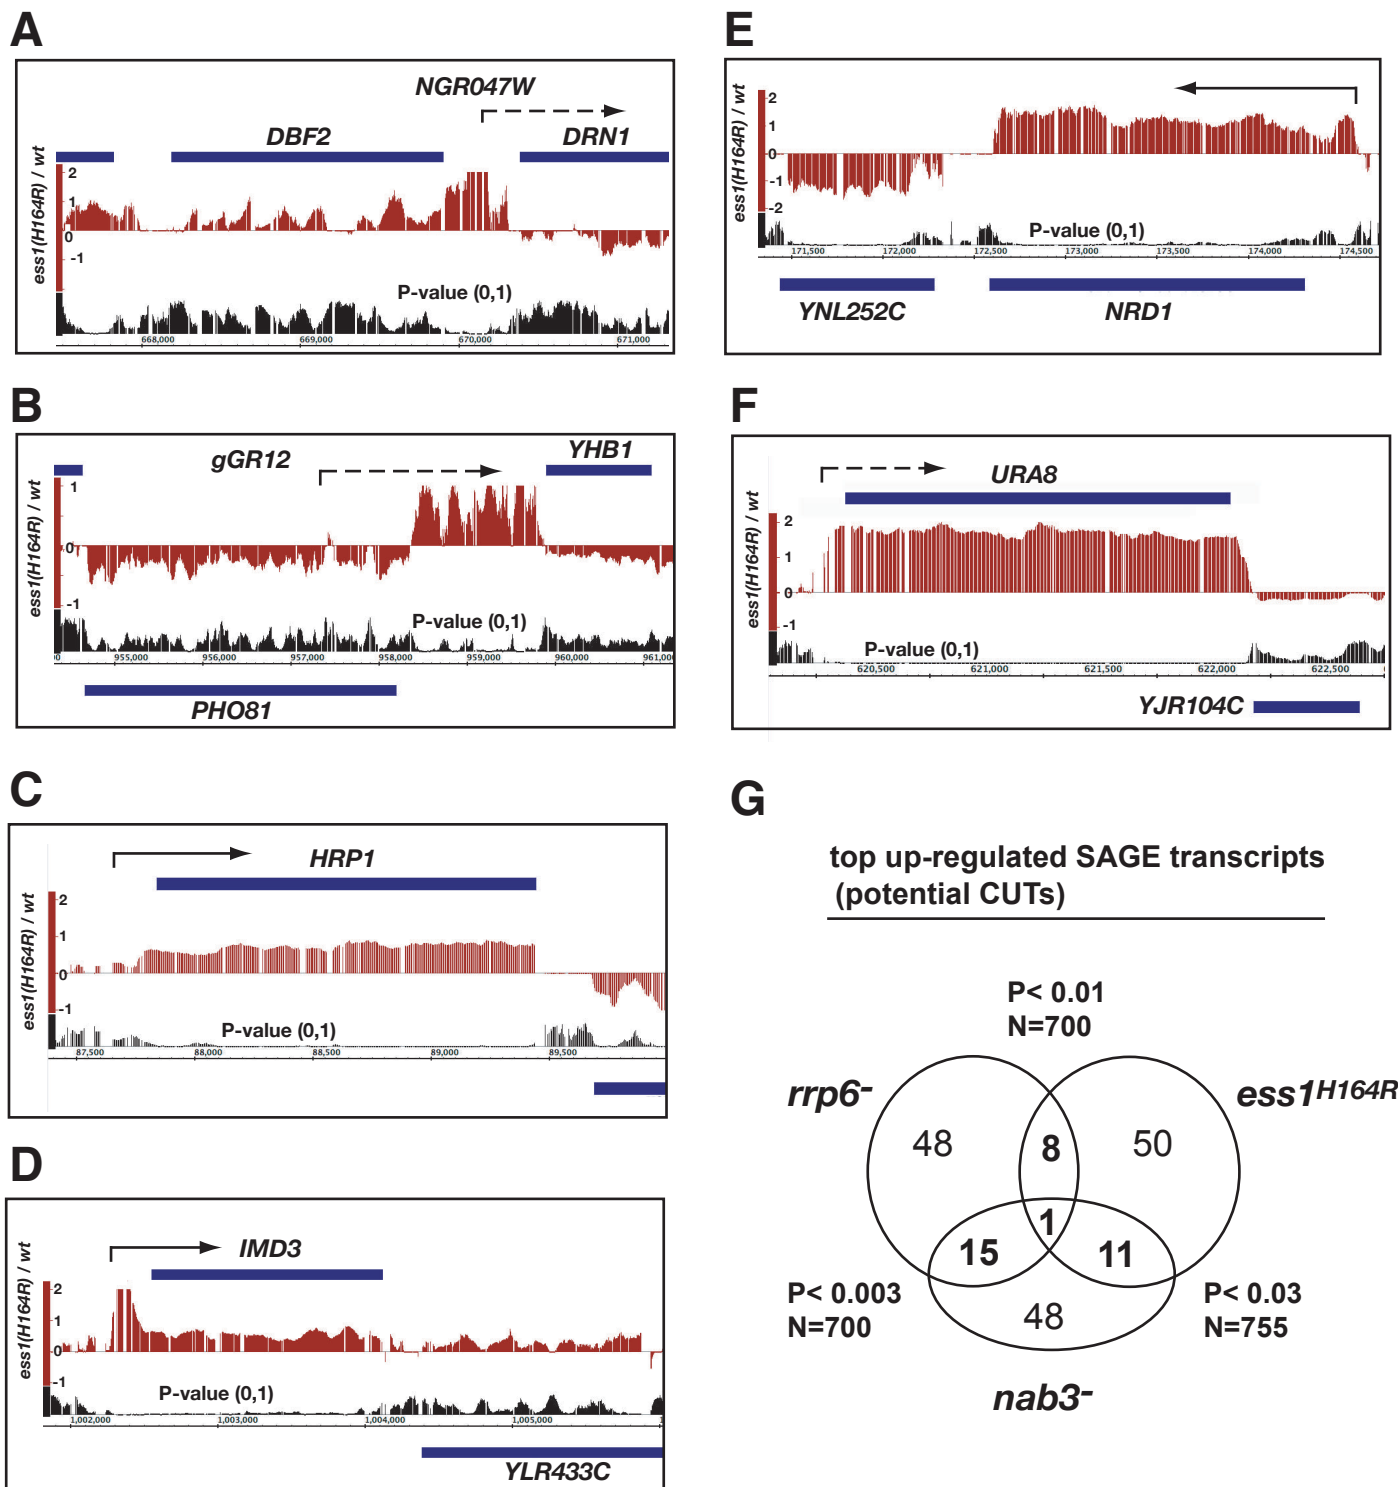 A
NGR047W
DBF2
DRN1
ess1(H164R) / wt
2
1
0
-1
P-value (0,1)
668,000
669,000
670,000
671,000
B
gGR12
YHB1
ess1(H164R) / wt
1
0
-1
P-value (0,1)
0
955,000
956,000
957,000
958,000
959,000
960,000
961,000
PHO81
C
HRP1
ess1(H164R) / wt
2
1
0
-1
P-value (0,1)
87,500
88,000
88,500
89,000
89,500
D
IMD3
ess1(H164R) / wt
2
1
0
-1
P-value (0,1)
1,002,000
1,003,000
1,004,000
1,005,000
YLR433C
E
ess1(H164R) / wt
2
1
0
-1
-2
P-value (0,1)
171,500
172,000
172,500
173,000
173,500
174,000
174,500
YNL252C
NRD1
F
URA8
ess1(H164R) / wt
2
1
0
-1
P-value (0,1)
620,500
621,000
621,500
622,000
622,500
YJR104C
G
top up-regulated SAGE transcripts
(potential CUTs)
P< 0.01
N=700
rrp6-
ess1H164R
48
8
50
1
15
11
P< 0.003
N=700
48
P< 0.03
N=755
nab3-